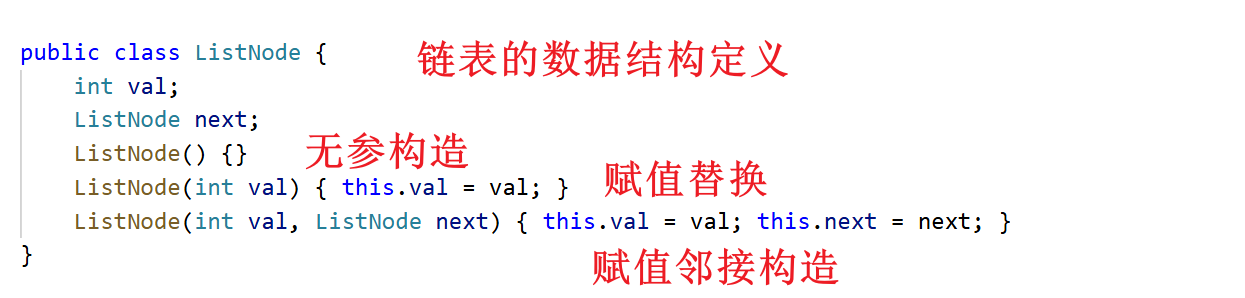 public class ListNode {
链表的数据结构定义
int val;
ListNode next;
ListNode() {}
无参构造
ListNode(int val) { this.val = val; }
赋值替换
ListNode(int val, ListNode next) { this.val = val; this.next = next; }
}
赋值邻接构造